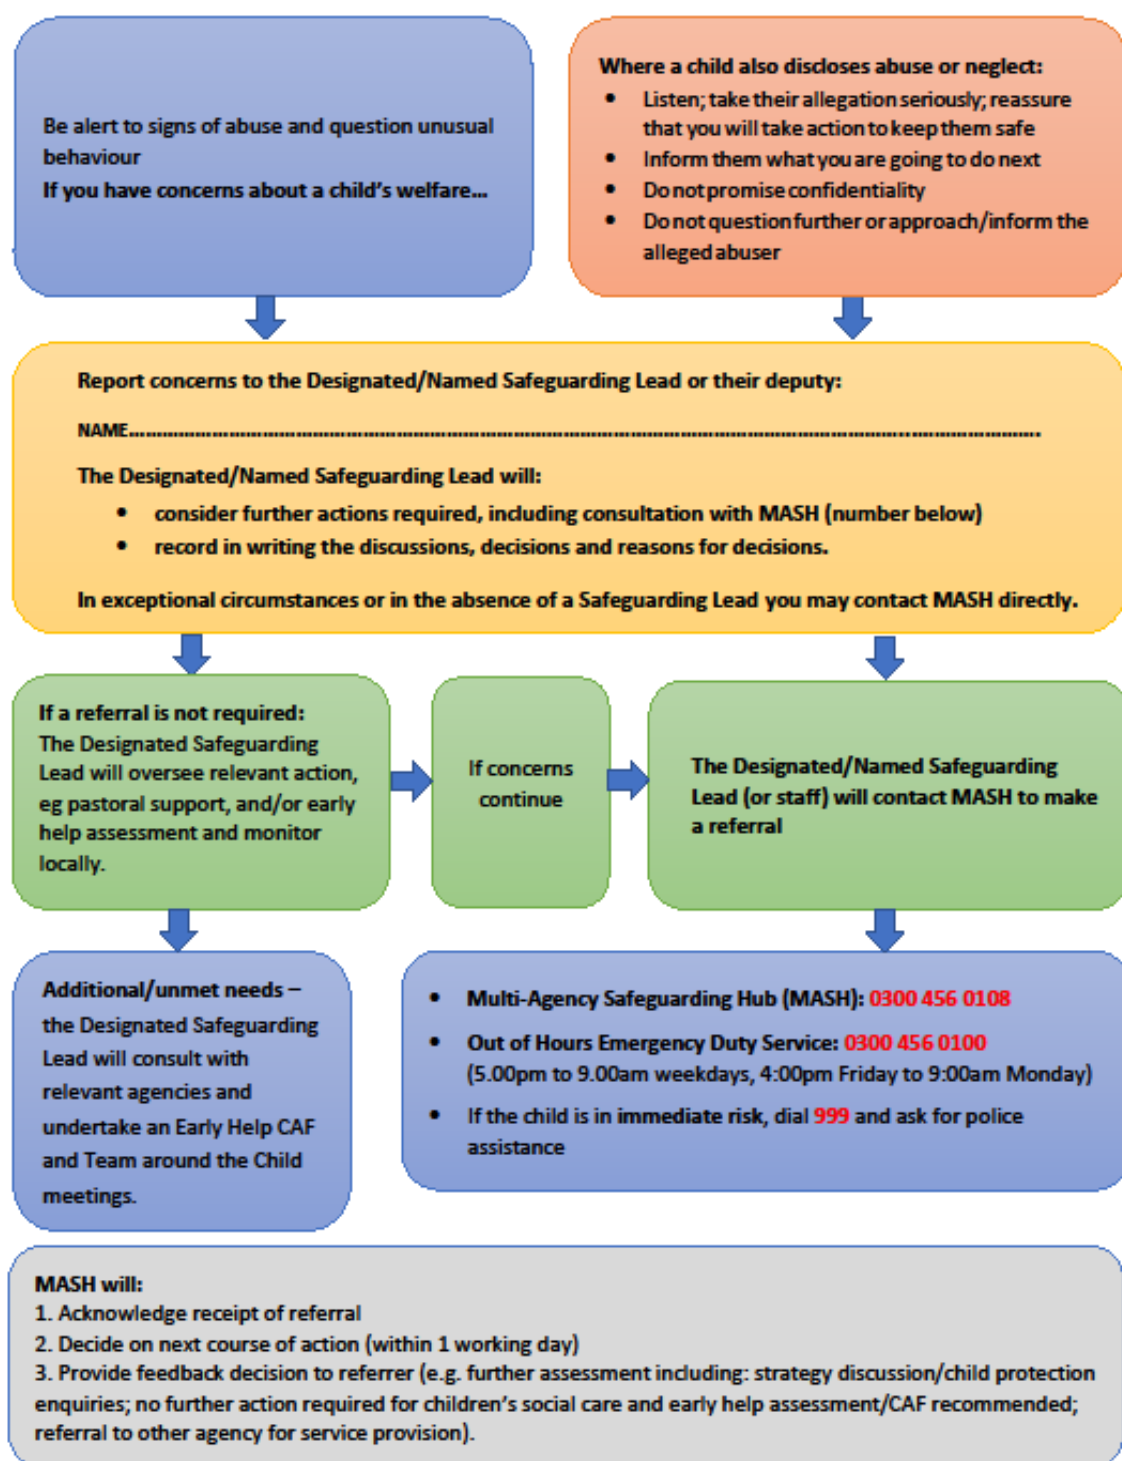 Be alert to signs of abuse and question unusual
behaviour
If you have concerns about a child's welfare...
Where a child also discloses abuse or neglect:
• Listen; take their allegation seriously; reassure
that you will take action to keep them safe
• Inform them what you are going to do next
• Do not promise confidentiality
• Do not question further or approach/inform the
alleged abuser
Report concerns to the Designated/Named Safeguarding Lead or their deputy:
NAME..............................................................................................................................................................
The Designated/Named Safeguarding Lead will:
• consider further actions required, including consultation with MASH (number below)
• record in writing the discussions, decisions and reasons for decisions.
In exceptional circumstances or in the absence of a Safeguarding Lead you may contact MASH directly.
If a referral is not required:
The Designated Safeguarding
Lead will oversee relevant action,
eg pastoral support, and/or early
help assessment and monitor
locally.
If concerns
continue
The Designated/Named Safeguarding
Lead (or staff) will contact MASH to make
a referral
Additional/unmet needs –
the Designated Safeguarding
Lead will consult with
relevant agencies and
undertake an Early Help CAF
and Team around the Child
meetings.
• Multi-Agency Safeguarding Hub (MASH): 0300 456 0108
• Out of Hours Emergency Duty Service: 0300 456 0100
(5.00pm to 9.00am weekdays, 4:00pm Friday to 9:00am Monday)
• If the child is in immediate risk, dial 999 and ask for police
assistance
MASH will:
1. Acknowledge receipt of referral
2. Decide on next course of action (within 1 working day)
3. Provide feedback decision to referrer (e.g. further assessment including: strategy discussion/child protection
enquiries; no further action required for children's social care and early help assessment/CAF recommended;
referral to other agency for service provision).